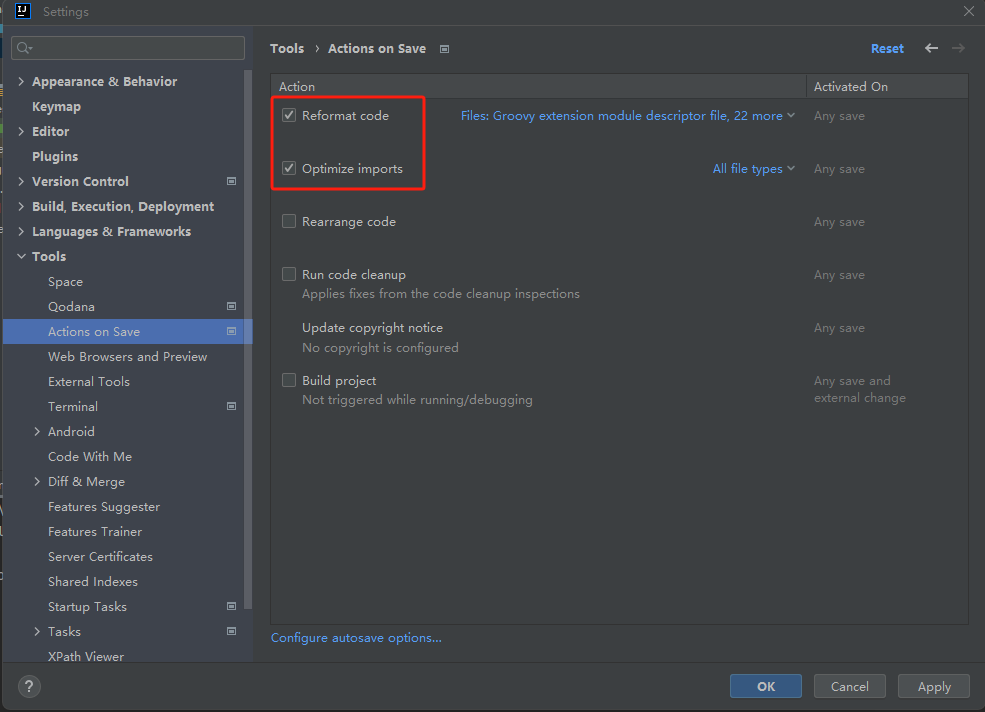 IJ
Settings
Tools › Actions on Save
Reset
Appearance & Behavior
Keymap
Editor
Plugins
Version Control
Build, Execution, Deployment
Languages & Frameworks
Tools
Space
Qodana
Actions on Save
Web Browsers and Preview
External Tools
Terminal
Android
Code With Me
Diff & Merge
Features Suggester
Features Trainer
Server Certificates
Shared Indexes
Startup Tasks
Tasks
XPath Viewer
Action
Activated On
Reformat code
Files: Groovy extension module descriptor file, 22 more
Any save
Optimize imports
All file types
Any save
Rearrange code
Any save
Run code cleanup
Any save
Applies fixes from the code cleanup inspections
Update copyright notice
Any save
No copyright is configured
Build project
Any save and
external change
Not triggered while running/debugging
Configure autosave options...
?
OK
Cancel
Apply